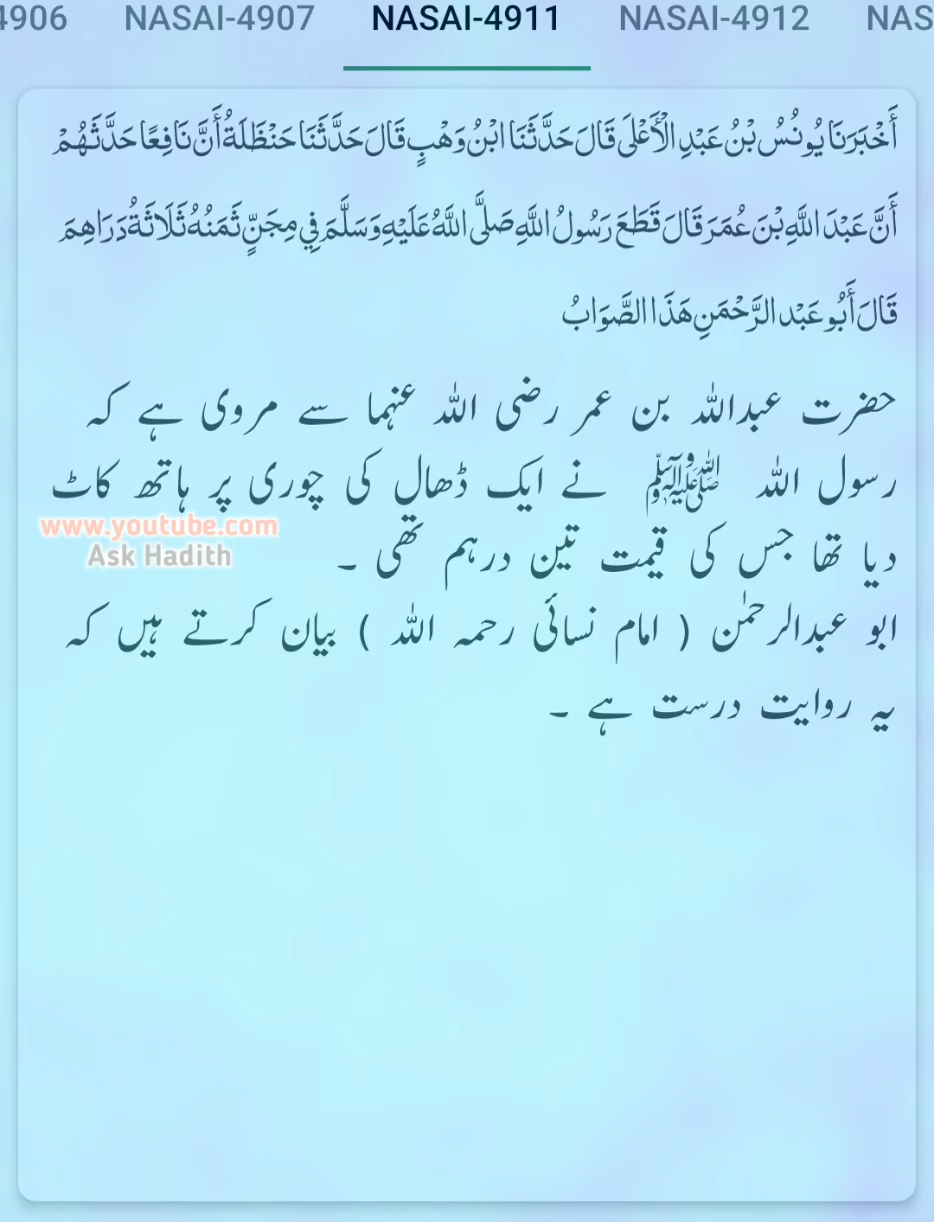 4906 NASAI-4907 NASAI-4911 NASAI-4912 NAS
أَخْبَرَنَا يُونُسُ بْنُ عَبْدِ الْأَعْلَى قَالَ حَدَّثَنَا ابْنُ وَهْبٍ قَالَ حَدَّثَنَا حَنْظَلَةُ أَنَّ نَافِعًا حَدَّثَهُمْ
أَنَّ عَبْدَ اللَّهِ بْنَ عُمَرَ قَالَ قَطَعَ رَسُولُ اللَّهِ صَلَّى اللَّهُ عَلَيْهِ وَسَلَّمَ فِي مِجَنٍّ ثَمَنُهُ ثَلَاثَةُ دَرَاهِمَ
قَالَ أَبُو عَبْد الرَّحْمَنِ هَذَا الصَّوَابُ
حضرت عبداللہ بن عمر رضی اللہ عنہما سے مروی ہے کہ
رسول اللہ ﷺ نے ایک ڈھال کی چوری پر ہاتھ کاٹ
www.youtube.com
Ask Hadith
دیا تھا جس کی قیمت تین درہم تھی ۔
ابو عبدالرحمٰن ( امام نسائی رحمہ اللہ ) بیان کرتے ہیں کہ
یہ روایت درست ہے ۔